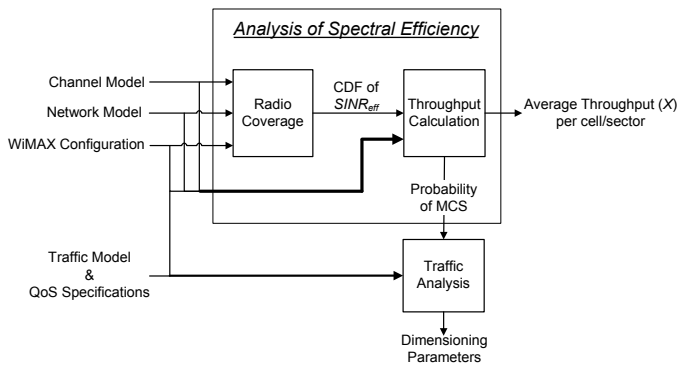 Analysis of Spectral Efficiency
Channel Model
Network Model
WiMAX Configuration
Radio
Coverage
CDF of
SINReff
Throughput
Calculation
Average Throughput (X)
per cell/sector
Probability
of MCS
Traffic Model
&
QoS Specifications
Traffic
Analysis
Dimensioning
Parameters